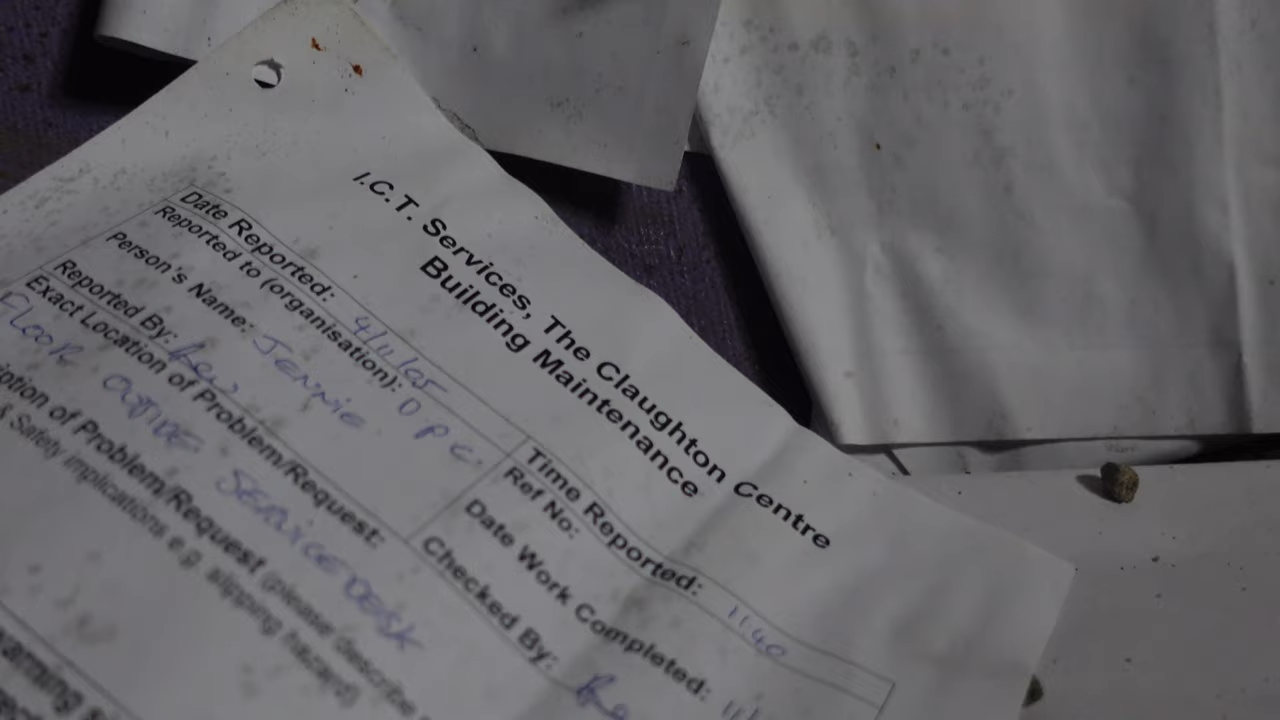 I.C.T. Services, The Claughton Centre
Building Maintenance
Date Reported: 4/11/05 Time Reported: 1140
Reported to (organisation): DPC Ref No:
Person's Name: JENNIE Date Work Completed:
Reported By: Checked By:
Exact Location of Problem/Request:
FLOOR OUTSIDE SERVICE DESK
ption of Problem/Request (please describe
& Safety implications e.g. slipping hazard)